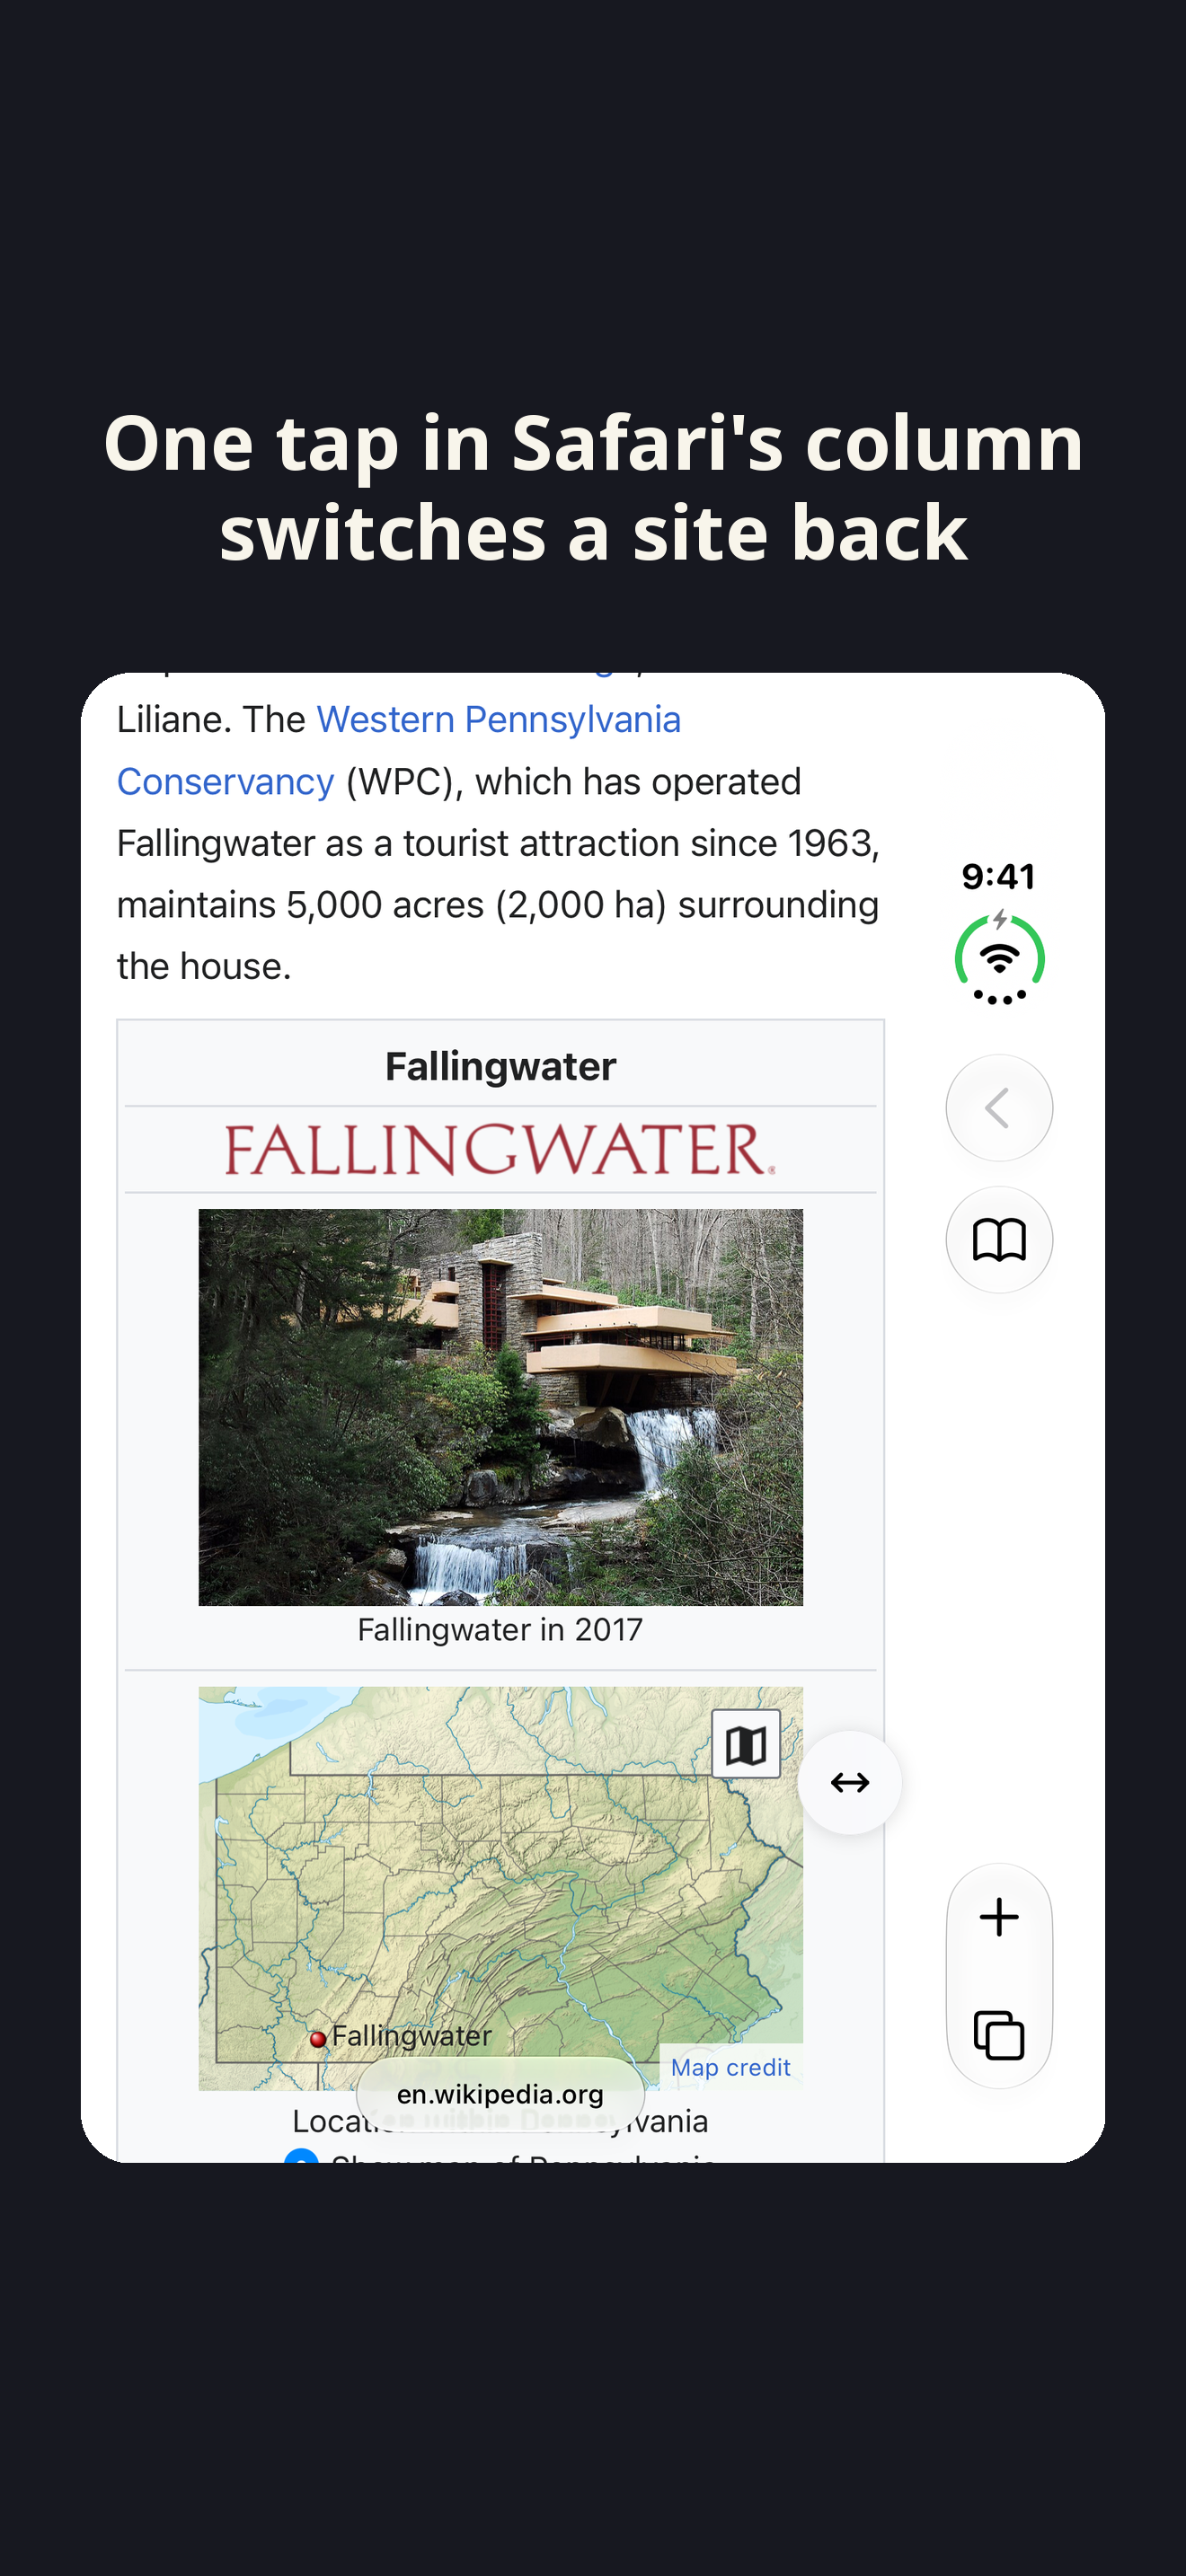 One tap in Safari's column
switches a site back
Liliane. The Western Pennsylvania
Conservancy (WPC), which has operated
Fallingwater as a tourist attraction since 1963,
maintains 5,000 acres (2,000 ha) surrounding
the house.
9:41
Fallingwater
FALLINGWATER®
Fallingwater in 2017
Fallingwater
Map credit
en.wikipedia.org